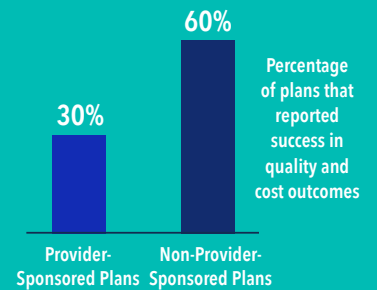 60%
30%
Percentage
of plans that
reported
success in
quality and
cost outcomes
Provider-
Sponsored Plans
Non-Provider-
Sponsored Plans